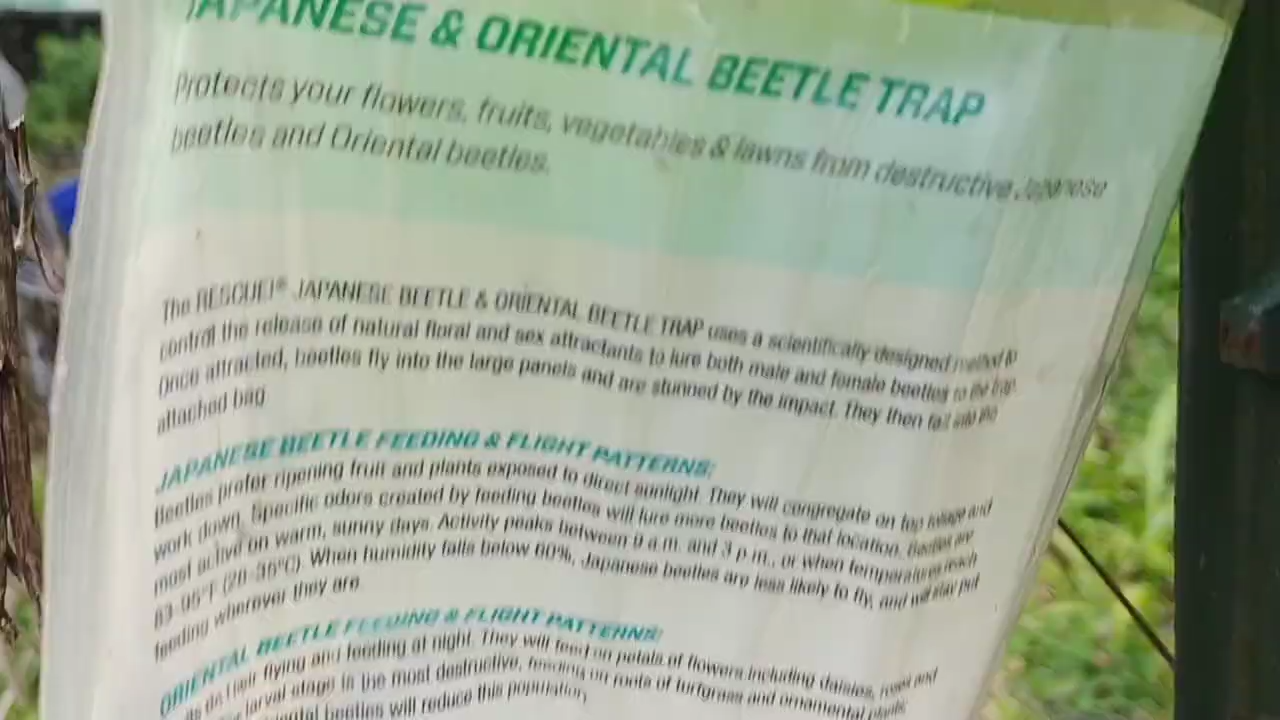 JAPANESE & ORIENTAL BEETLE TRAP
Protects your flowers, fruits, vegetables & lawns from destructive Japanese
beetles and Oriental beetles.
The RESCUE!® JAPANESE BEETLE & ORIENTAL BEETLE TRAP uses a scientifically designed method to
control the release of natural floral and sex attractants to lure both male and female beetles to the trap.
Once attracted, beetles fly into the large panels and are stunned by the impact. They then fall into the
attached bag
JAPANESE BEETLE FEEDING & FLIGHT PATTERNS:
Beetles prefer ripening fruit and plants exposed to direct sunlight. They will congregate on top foliage and
work down. Specific odors created by feeding beetles will lure more beetles to that location. Beetles are
most active on warm, sunny days. Activity peaks between 9 a.m. and 3 p.m., or when temperatures reach
83-95°F (28-35°C). When humidity falls below 60%, Japanese beetles are less likely to fly, and will stay put
feeding wherever they are
ORIENTAL BEETLE FEEDING & FLIGHT PATTERNS:
do their flying and feeding at night. They will feed on petals of flowers including daisies, roses and
larval stage is the most destructive, feeding on roots of turfgrass and ornamental plants.
beetles will reduce this population